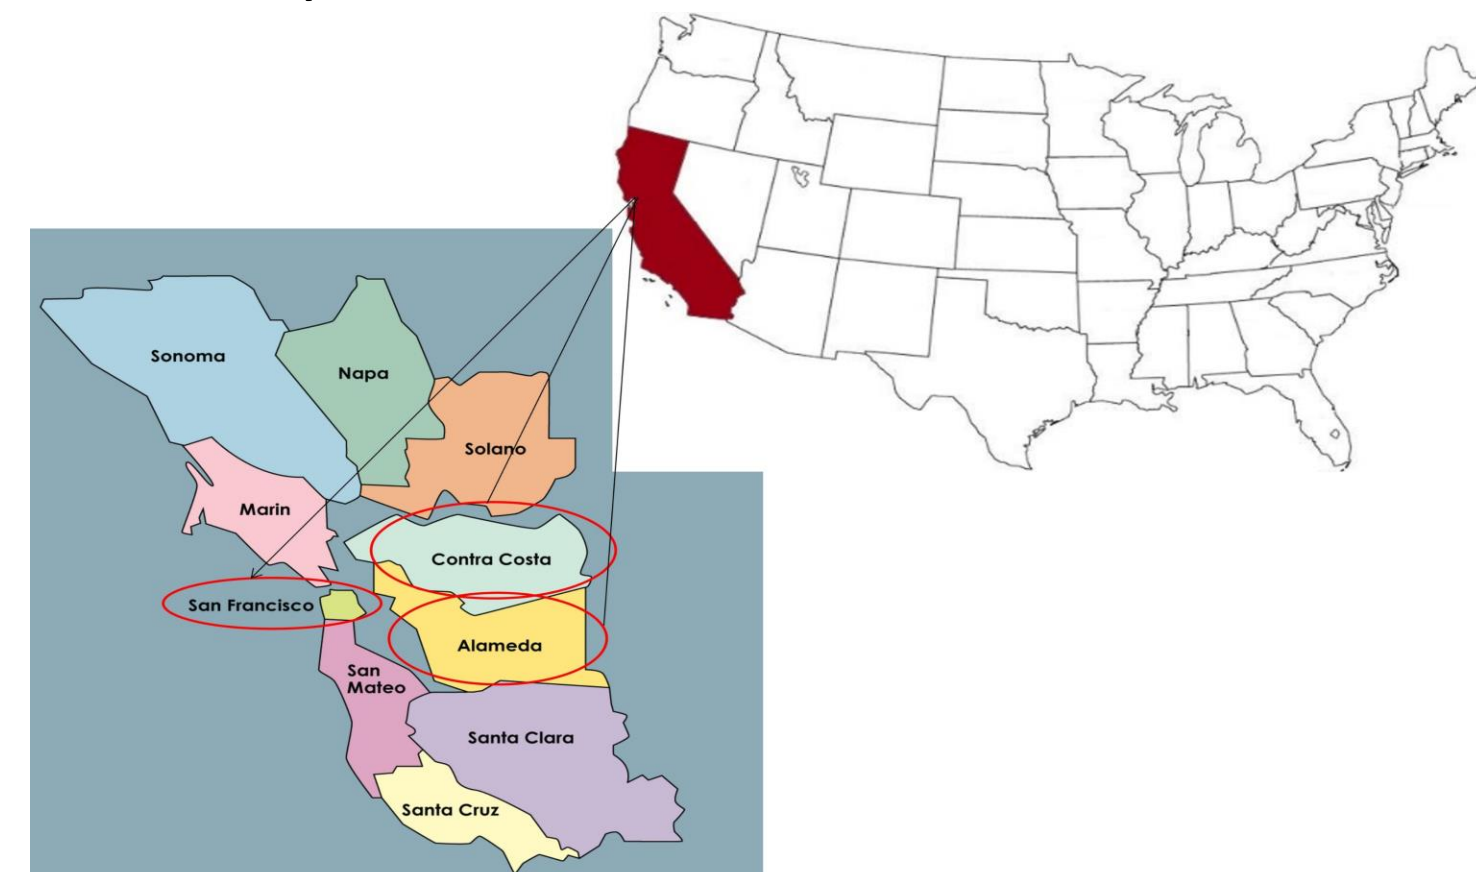 Sonoma
Napa
Solano
Marin
Contra Costa
San Francisco
Alameda
San
Mateo
Santa Clara
Santa Cruz